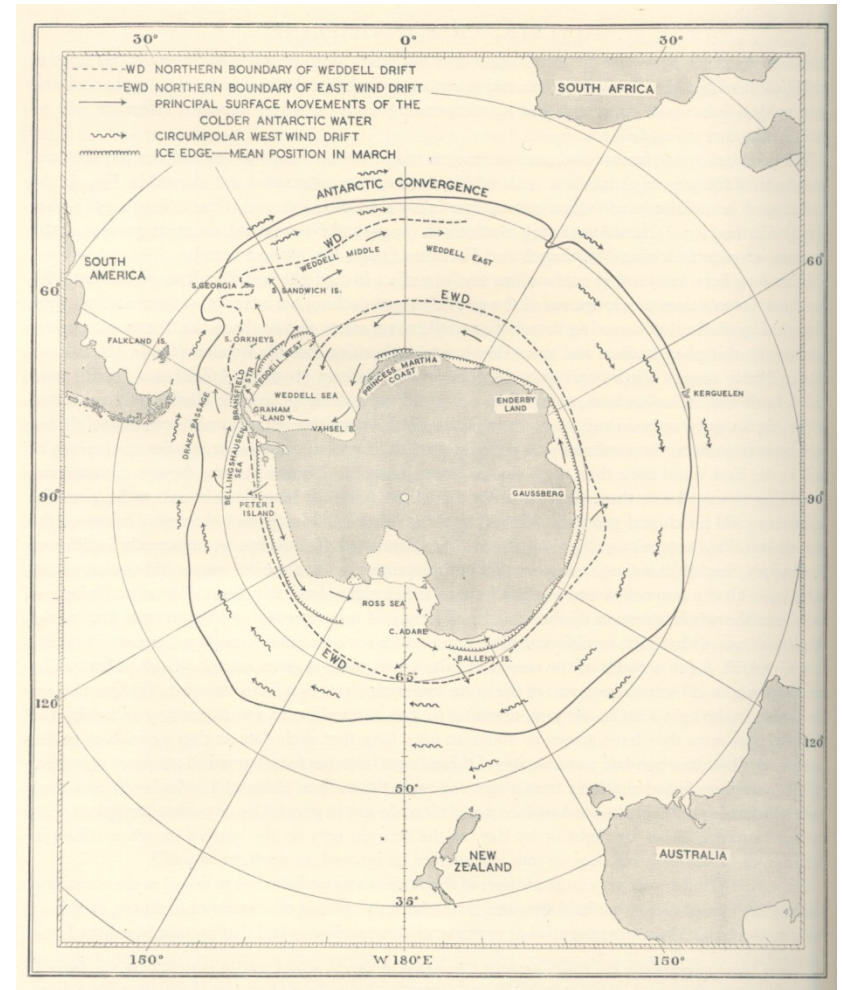 30° 0° 30°
WD NORTHERN BOUNDARY OF WEDDELL DRIFT
EWD NORTHERN BOUNDARY OF EAST WIND DRIFT
PRINCIPAL SURFACE MOVEMENTS OF THE
COLDER ANTARCTIC WATER
CIRCUMPOLAR WEST WIND DRIFT
ICE EDGE—MEAN POSITION IN MARCH
SOUTH AFRICA
ANTARCTIC CONVERGENCE
WD
WEDDELL MIDDLE
WEDDELL EAST
SOUTH
AMERICA
60°
60°
S.GEORGIA
S. SANDWICH IS.
EWD
FALKLAND IS.
S. ORKNEYS
WEDDELL WEST
BRANSFIELD STR
WEDDELL SEA
PRINCESS MARTHA
COAST
ENDERBY
LAND
KERGUELEN
DRAKE PASSAGE
GRAHAM
LAND
VAHSEL B.
BELLINGSHAUSEN
SEA
90°
PETER I
ISLAND
GAUSSBERG
90°
ROSS SEA
C. ADARE
BALLENY IS.
EWD
65°
120°
120°
50°
NEW
ZEALAND
AUSTRALIA
35°
150° W 180° E 150°